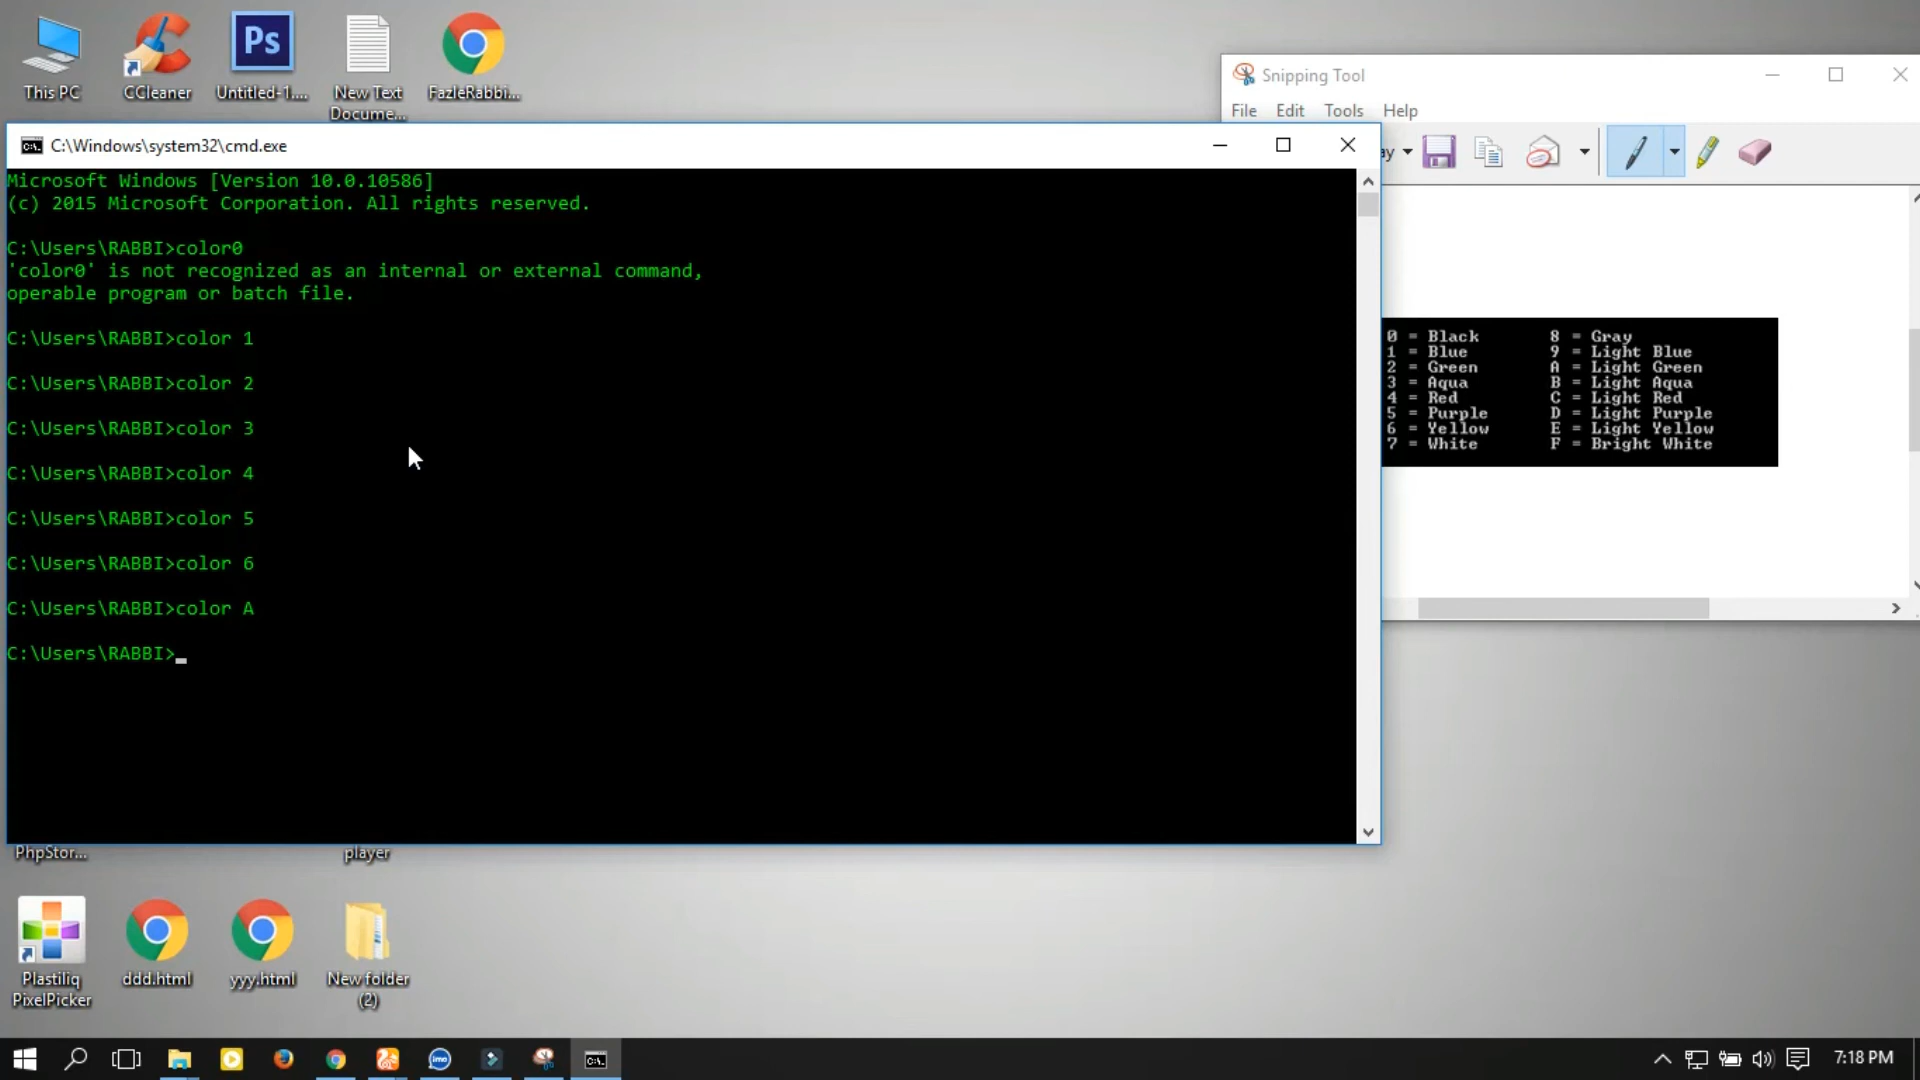 This PC
CCleaner
Untitled-1....
New Text
Docume...
FazleRabbi...
Ps
Snipping Tool
File Edit Tools Help
ay
C:\Windows\system32\cmd.exe
Microsoft Windows [Version 10.0.10586]
(c) 2015 Microsoft Corporation. All rights reserved.
C:\Users\RABBI>color0
'color0' is not recognized as an internal or external command,
operable program or batch file.
C:\Users\RABBI>color 1
C:\Users\RABBI>color 2
C:\Users\RABBI>color 3
C:\Users\RABBI>color 4
C:\Users\RABBI>color 5
C:\Users\RABBI>color 6
C:\Users\RABBI>color A
C:\Users\RABBI>
0 = Black 8 = Gray
1 = Blue 9 = Light Blue
2 = Green A = Light Green
3 = Aqua B = Light Aqua
4 = Red C = Light Red
5 = Purple D = Light Purple
6 = Yellow E = Light Yellow
7 = White F = Bright White
PhpStor...
player
Plastiliq
PixelPicker
ddd.html
yyy.html
New folder
(2)
imo
7:18 PM